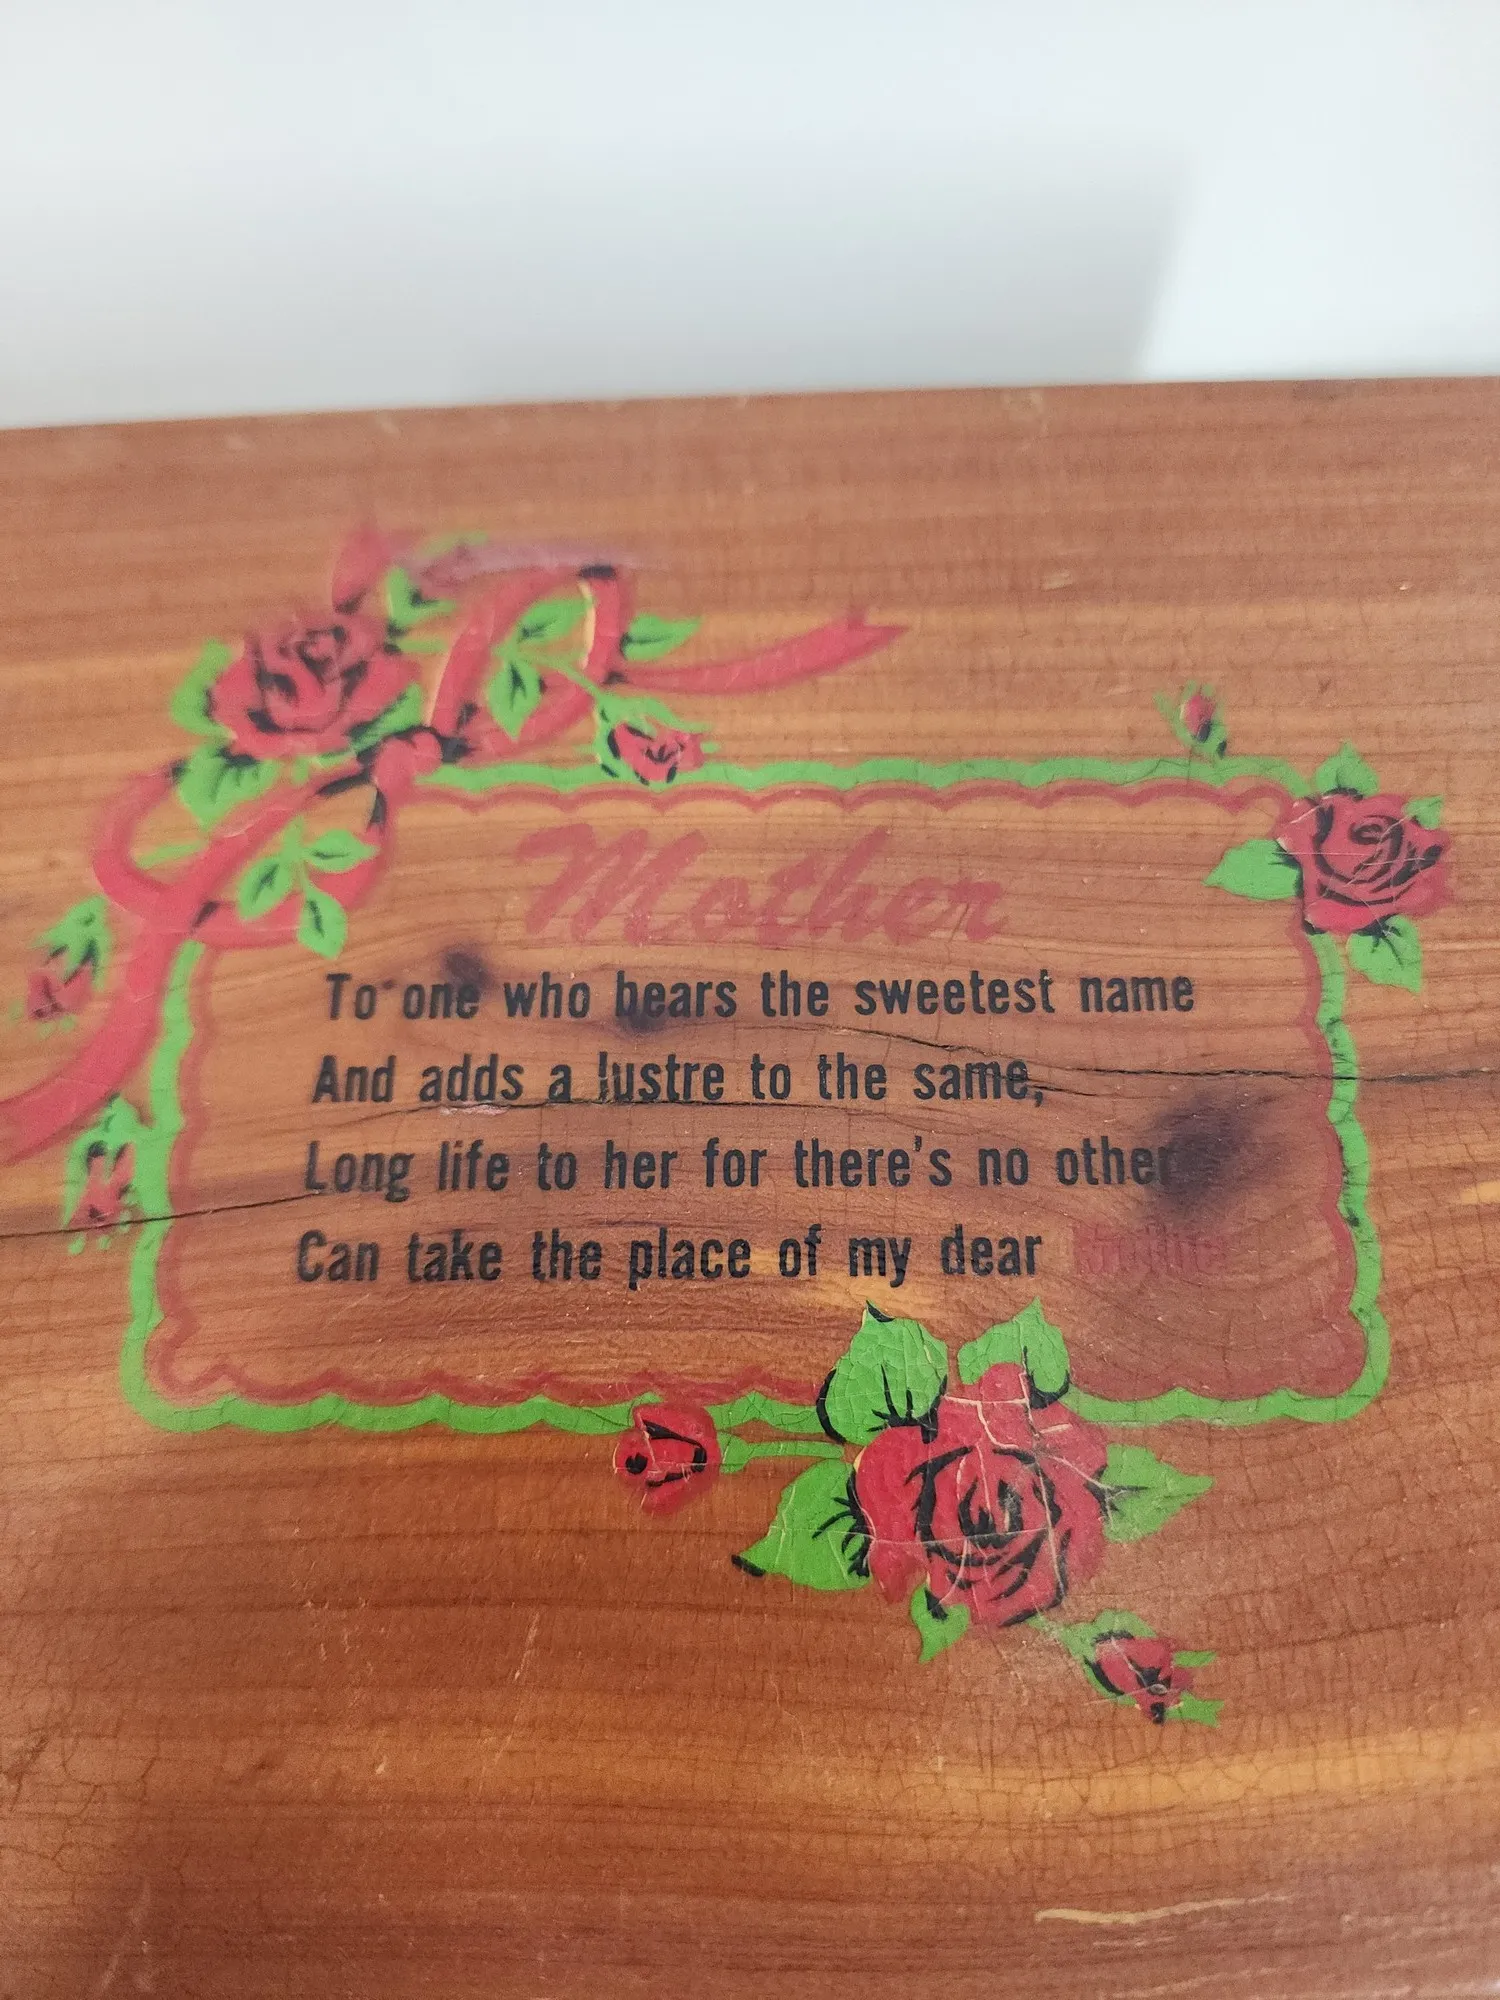 Mother
To one who bears the sweetest name
And adds a lustre to the same,
Long life to her for there's no other
Can take the place of my dear